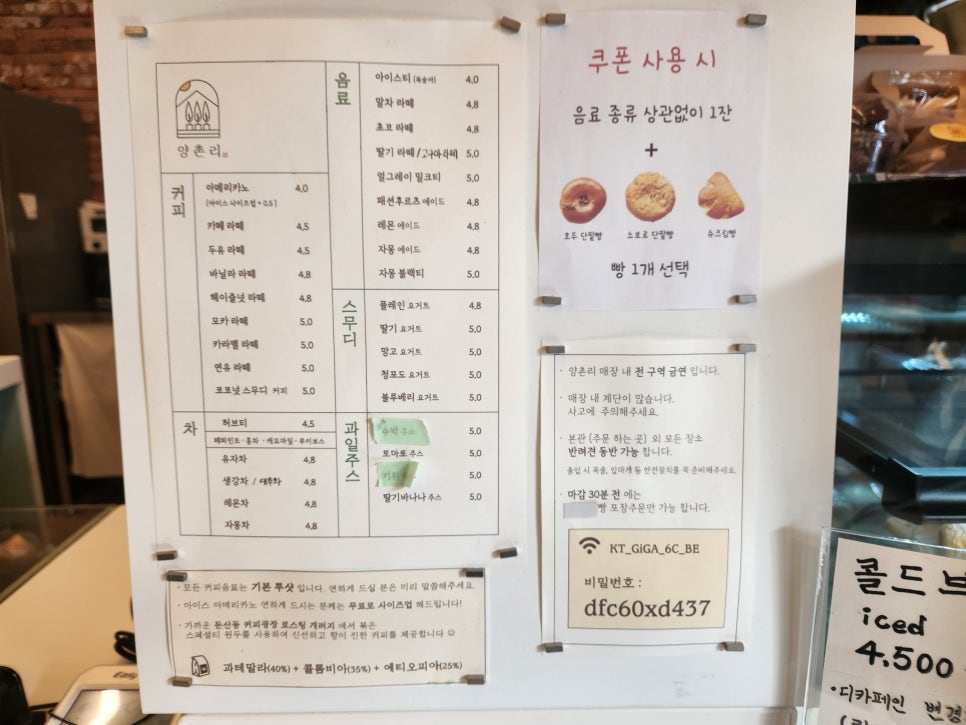 양촌리
커피
아메리카노 4,0
(아이스 사이즈업 + 0.5)
카페 라떼 4,5
두유 라떼 4,5
바닐라 라떼 4,8
헤이즐넛 라떼 4,8
모카 라떼 5,0
카라멜 라떼 5,0
연유 라떼 5,0
코코넛 스무디 커피 5,0
차
허브티 4,5
페퍼민트 · 홍차 · 캐모마일 · 루이보스
유자차 4,8
생강차 / 대추차 4,8
레몬차 4,8
자몽차 4,8
음료
아이스티 (복숭아) 4,0
말차 라떼 4,8
초코 라떼 4,8
딸기 라떼 /고구마라떼 5,0
얼그레이 밀크티 5,0
패션후르츠 에이드 4,8
레몬 에이드 4,8
자몽 에이드 4,8
자몽 블랙티 5,0
스무디
플레인 요거트 4,8
딸기 요거트 5,0
망고 요거트 5,0
청포도 요거트 5,0
블루베리 요거트 5,0
과일주스
수박 주스 5,0
토마토 주스 5,0
키위 5,0
딸기바나나 주스 5,0
· 모든 커피음료는 기본 투샷 입니다. 연하게 드실 분은 미리 말씀해주세요.
· 아이스 아메리카노 연하게 드시는 분께는 무료로 사이즈업 해드립니다!
· 가까운 둔산동 커피광장 로스팅 갤러지 에서 볶은
스페셜티 원두를 사용하여 신선하고 향이 진한 커피를 제공합니다 ☺
과테말라(40%) + 콜롬비아(35%) + 에티오피아(25%)
쿠폰 사용 시
음료 종류 상관없이 1잔
+
호두 단팥빵 소보로 단팥빵 슈크림빵
빵 1개 선택
· 양촌리 매장 내 전 구역 금연 입니다.
· 매장 내 계단이 많습니다.
사고에 주의해주세요.
· 본관 (주문 하는 곳) 외 모든 장소
반려견 동반 가능 합니다.
출입 시 목줄, 입마개 등 안전장치를 꼭 준비해주세요.
· 마감 30분 전 에는
빵 포장주문만 가능 합니다.
KT_GiGA_6C_BE
비밀번호 :
dfc60xd437
콜드브
iced
4.500
·디카페인 변경